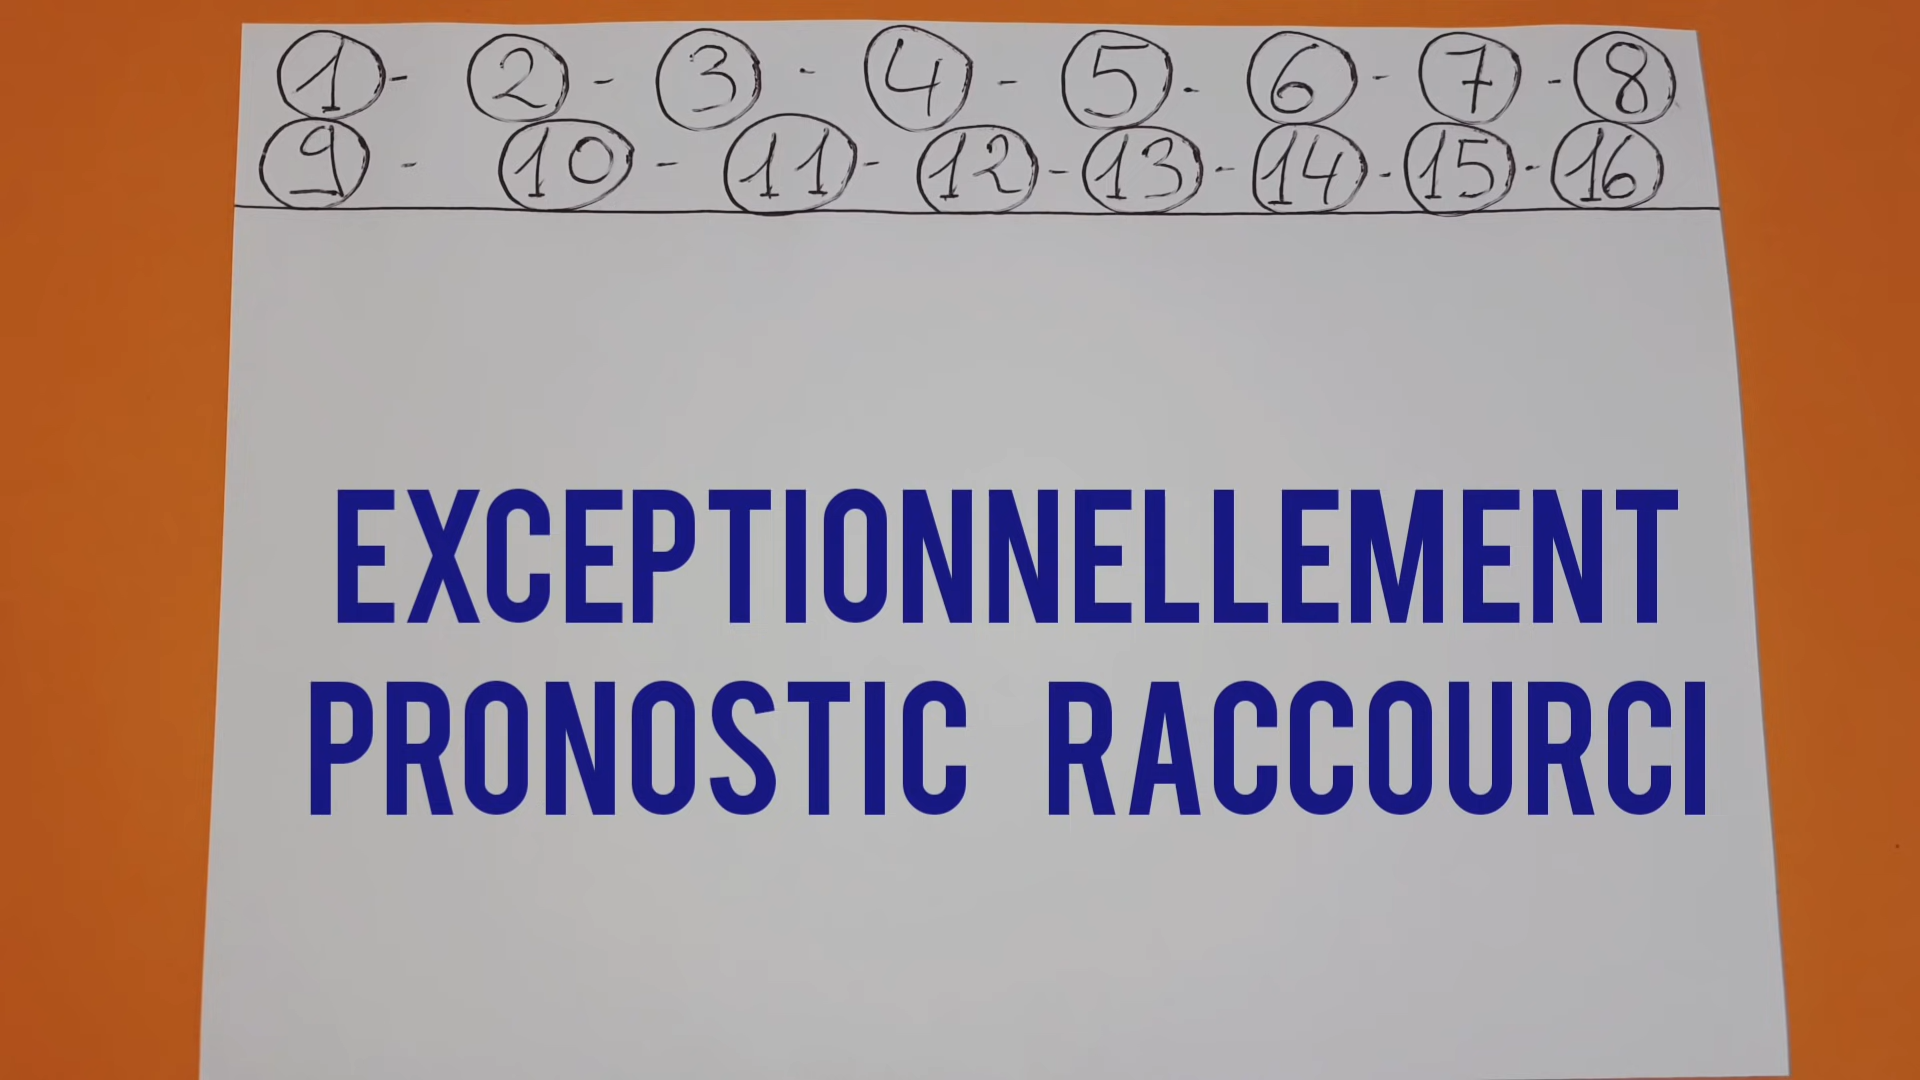 1 - 2 - 3 - 4 - 5 - 6 - 7 - 8
9 - 10 - 11 - 12 - 13 - 14 - 15 - 16
EXCEPTIONNELLEMENT
PRONOSTIC RACCOURCI